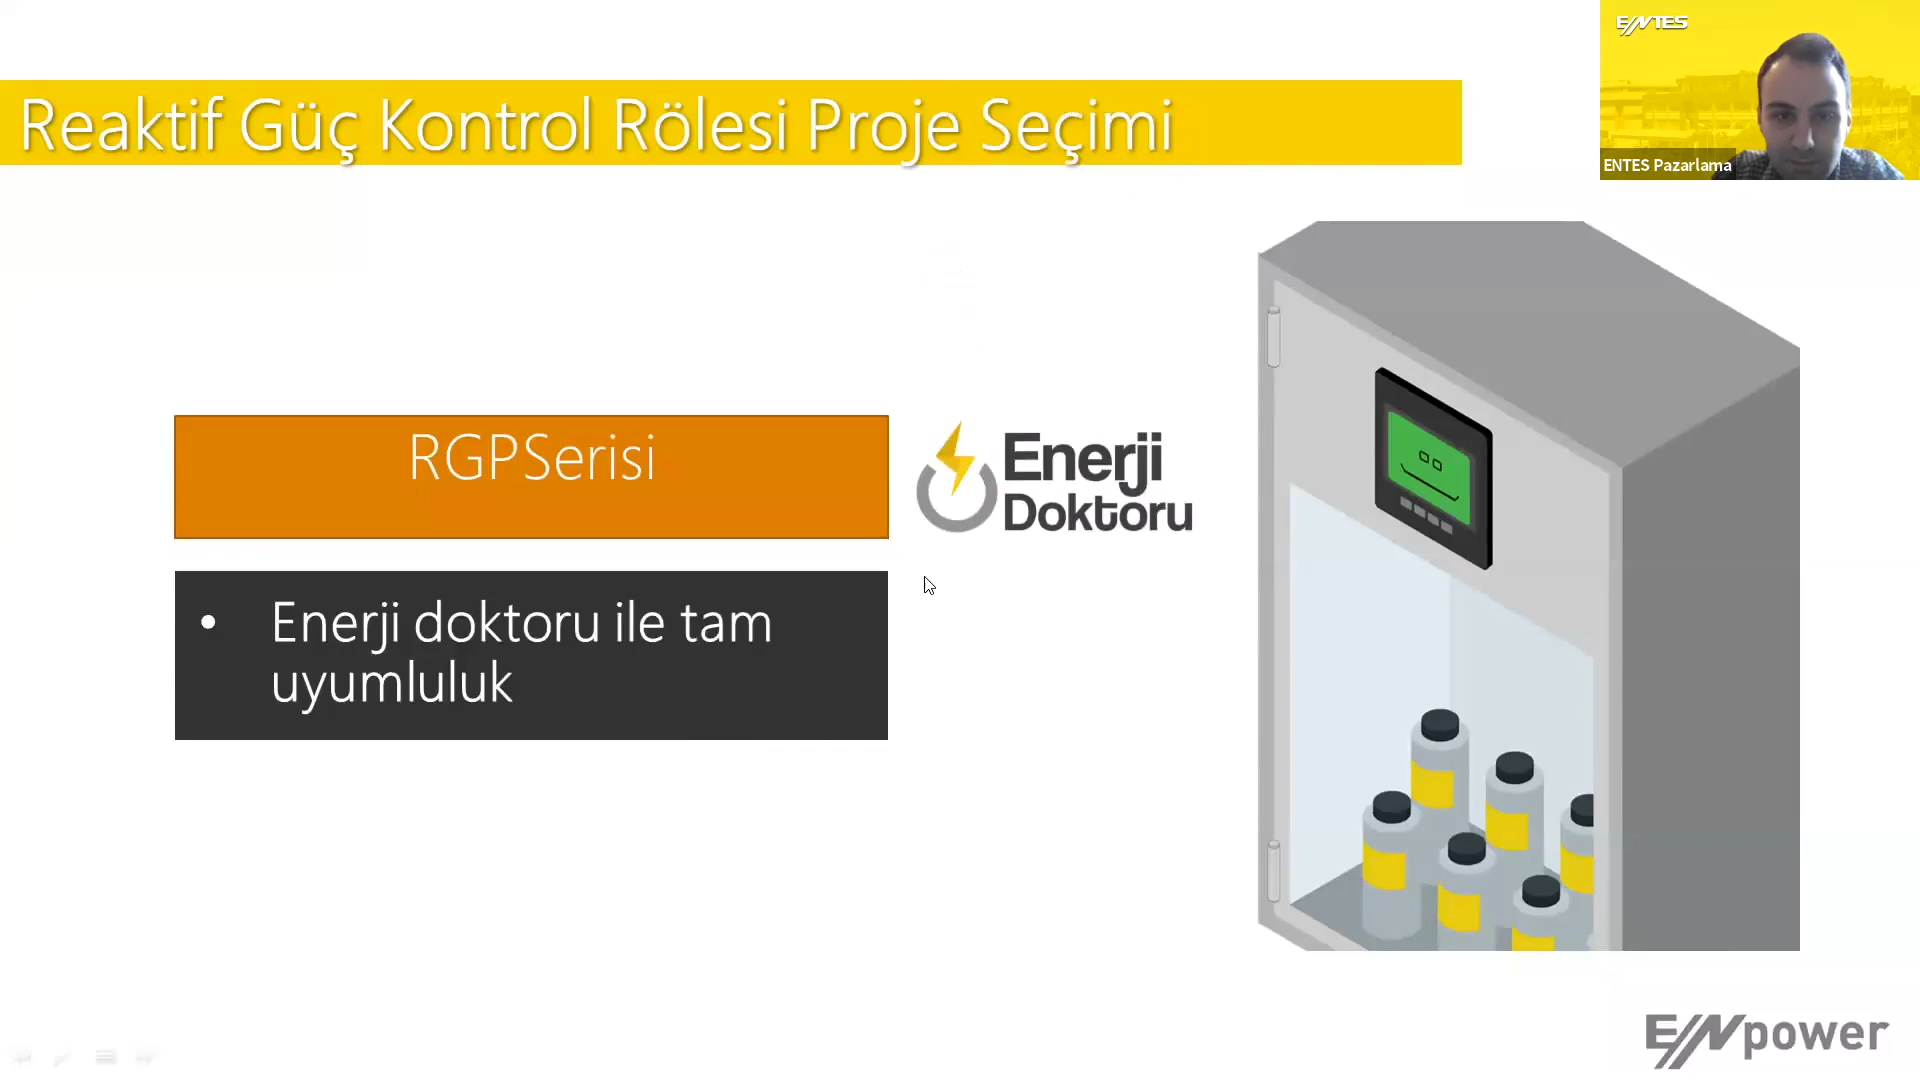 ENTES
Reaktif Güç Kontrol Rölesi Proje Seçimi
ENTES Pazarlama
RGPSerisi
Enerji
Doktoru
• Enerji doktoru ile tam
uyumluluk
ENpower